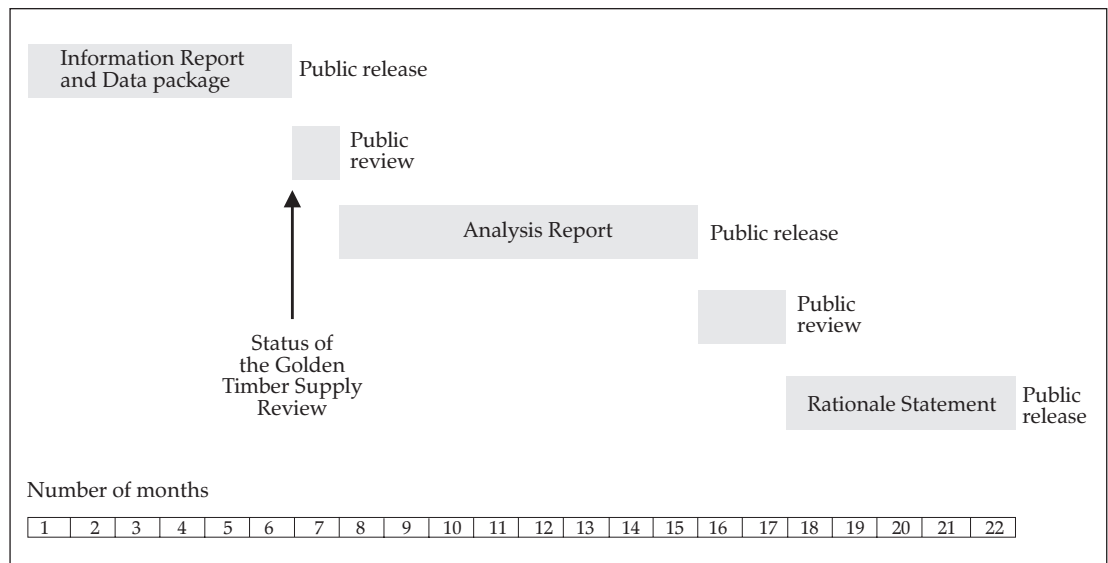 Information Report
and Data package
Public release
Public
review
Analysis Report
Public release
Public
review
Status of
the Golden
Timber Supply
Review
Rationale Statement
Public
release
Number of months
1 2 3 4 5 6 7 8 9 10 11 12 13 14 15 16 17 18 19 20 21 22